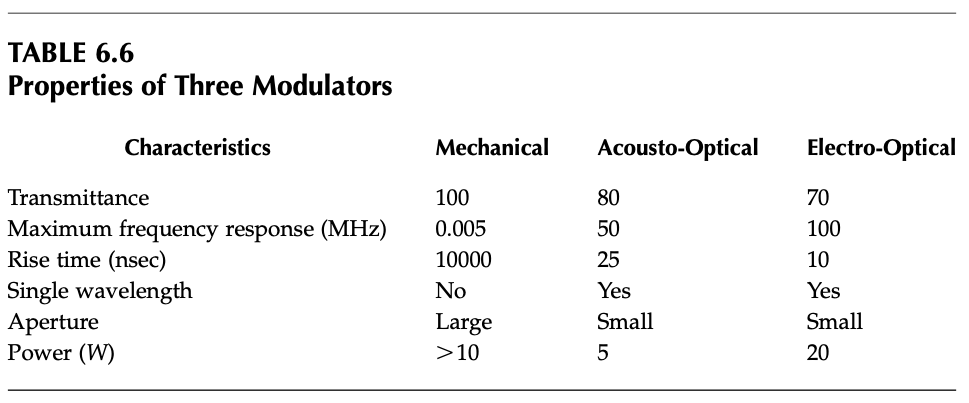 TABLE 6.6
Properties of Three Modulators
Characteristics Mechanical Acousto-Optical Electro-Optical
Transmittance 100 80 70
Maximum frequency response (MHz) 0.005 50 100
Rise time (nsec) 10000 25 10
Single wavelength No Yes Yes
Aperture Large Small Small
Power (W) >10 5 20